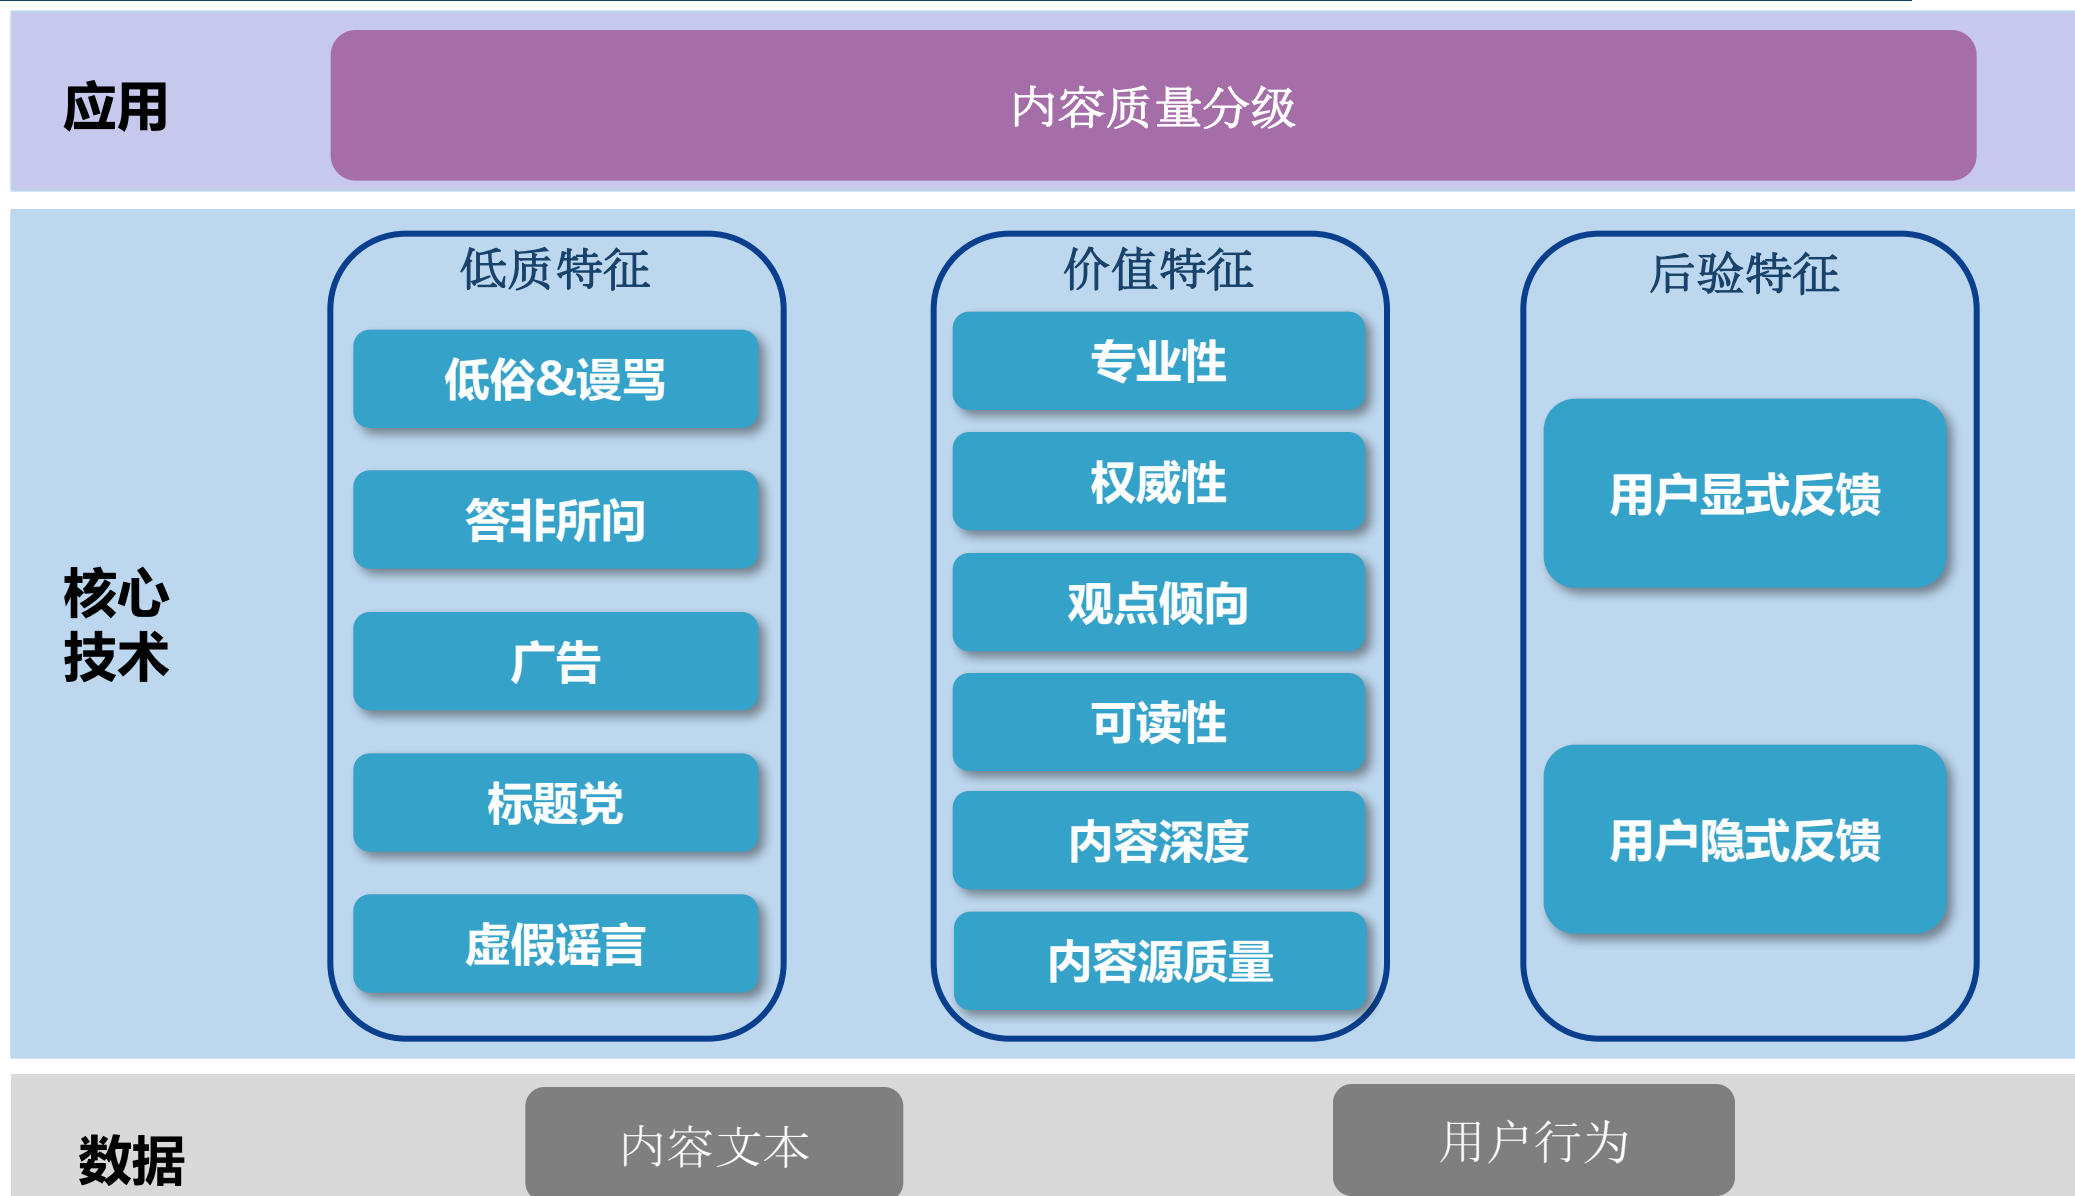 应用
内容质量分级
核心
技术
低质特征
低俗&谩骂
答非所问
广告
标题党
虚假谣言
价值特征
专业性
权威性
观点倾向
可读性
内容深度
内容源质量
后验特征
用户显式反馈
用户隐式反馈
数据
内容文本
用户行为